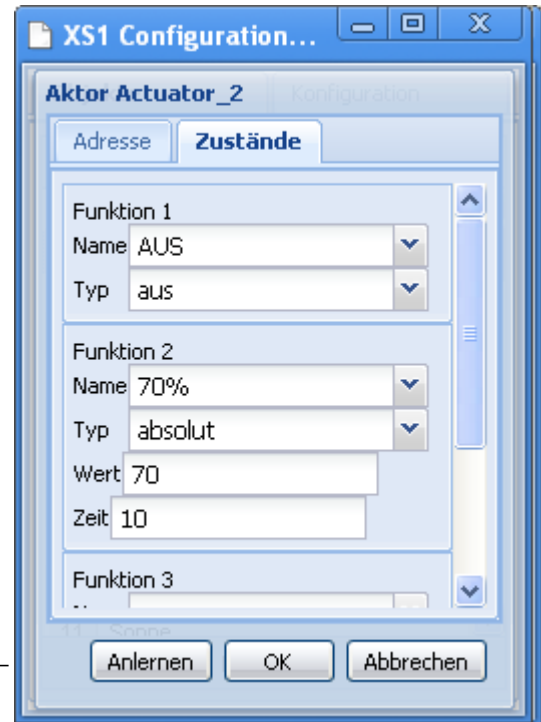 XS1 Configuration...
Aktor Actuator_2
Konfiguration
Adresse Zustände
Funktion 1
Name AUS
Typ aus
Funktion 2
Name 70%
Typ absolut
Wert 70
Zeit 10
Funktion 3
11 Sonne
Anlernen OK Abbrechen